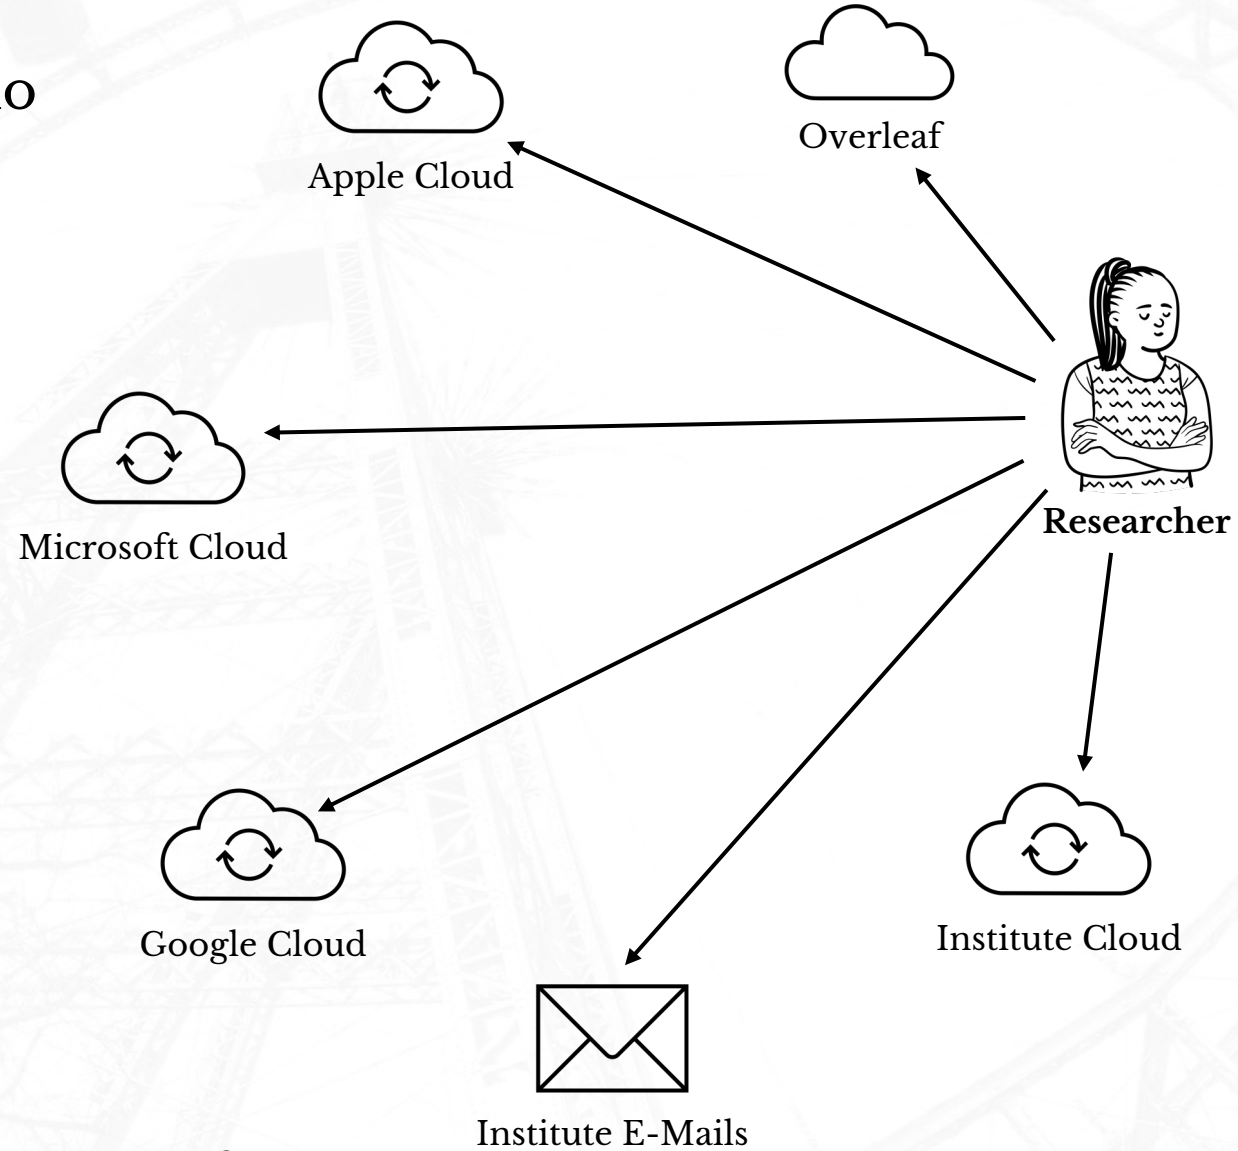 Overleaf
Apple Cloud
Researcher
Microsoft Cloud
Institute Cloud
Google Cloud
Institute E-Mails